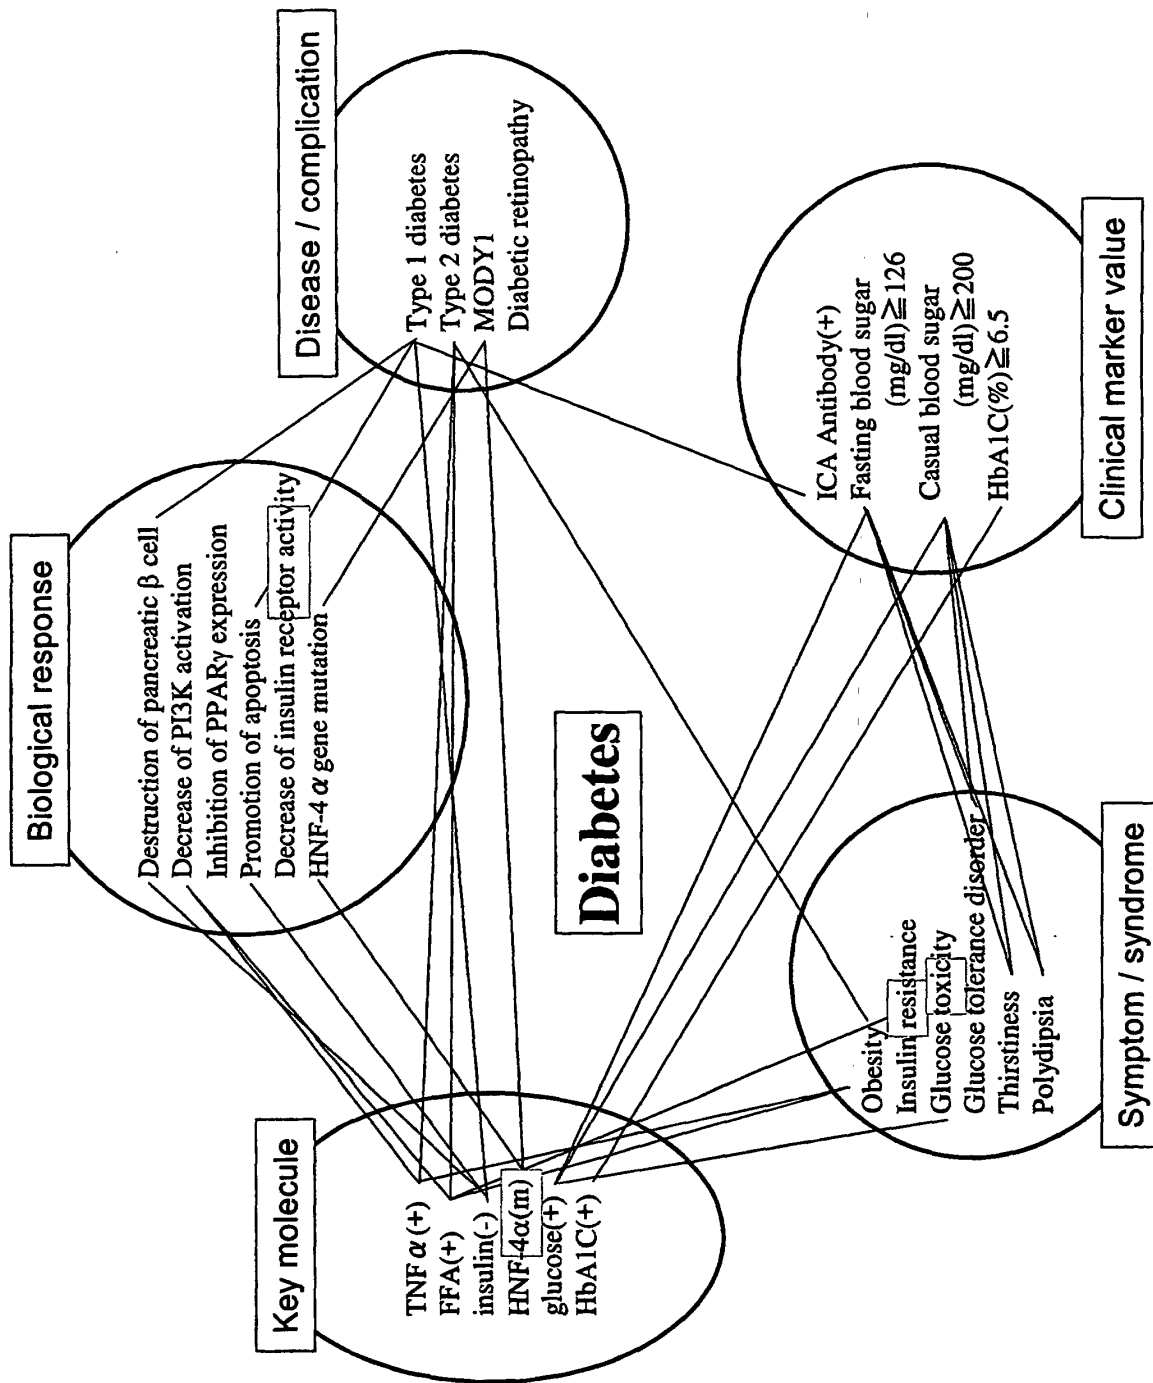 Biological response
Destruction of pancreatic β cell
Decrease of PI3K activation
Inhibition of PPARγ expression
Promotion of apoptosis
Decrease of insulin receptor activity
HNF-4α gene mutation
Key molecule
TNFα(+)
FFA(+)
insulin(-)
HNF-4α(m)
glucose(+)
HbA1C(+)
Diabetes
Disease / complication
Type 1 diabetes
Type 2 diabetes
MODY1
Diabetic retinopathy
Symptom / syndrome
Obesity
Insulin resistance
Glucose toxicity
Glucose tolerance disorder
Thirstiness
Polydipsia
Clinical marker value
ICA Antibody(+)
Fasting blood sugar
(mg/dl)≧126
Casual blood sugar
(mg/dl)≧200
HbA1C(%)≧6.5